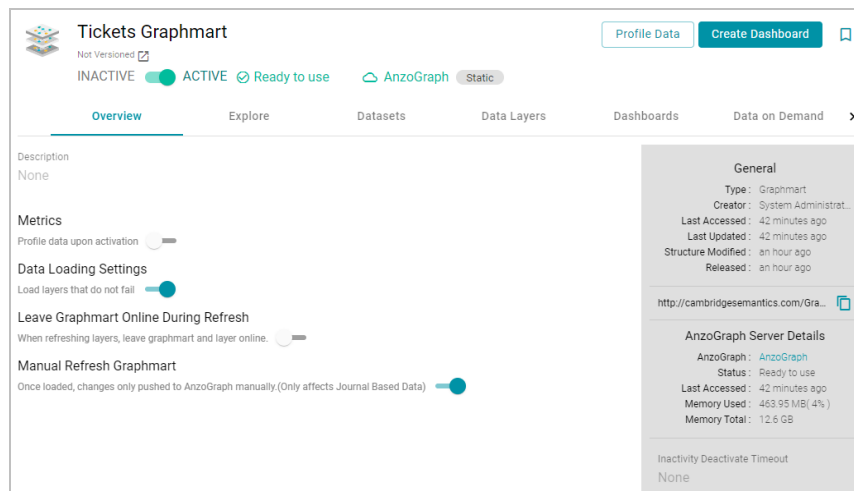 Tickets Graphmart
Profile Data
Create Dashboard
Not Versioned
INACTIVE ACTIVE Ready to use AnzoGraph Static
Overview Explore Datasets Data Layers Dashboards Data on Demand
Description
None
Metrics
Profile data upon activation
Data Loading Settings
Load layers that do not fail
Leave Graphmart Online During Refresh
When refreshing layers, leave graphmart and layer online.
Manual Refresh Graphmart
Once loaded, changes only pushed to AnzoGraph manually.(Only affects Journal Based Data)
General
Type : Graphmart
Creator : System Administrat...
Last Accessed : 42 minutes ago
Last Updated : 42 minutes ago
Structure Modified : an hour ago
Released : an hour ago
http://cambridgesemantics.com/Gra...
AnzoGraph Server Details
AnzoGraph : AnzoGraph
Status : Ready to use
Last Accessed : 42 minutes ago
Memory Used : 463.95 MB( 4% )
Memory Total : 12.6 GB
Inactivity Deactivate Timeout
None